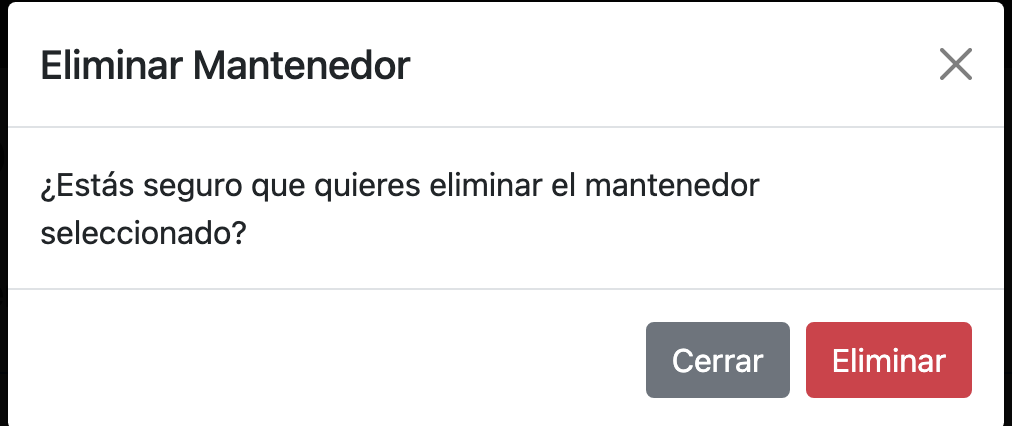 Eliminar Mantenedor
¿Estás seguro que quieres eliminar el mantenedor
seleccionado?
Cerrar
Eliminar